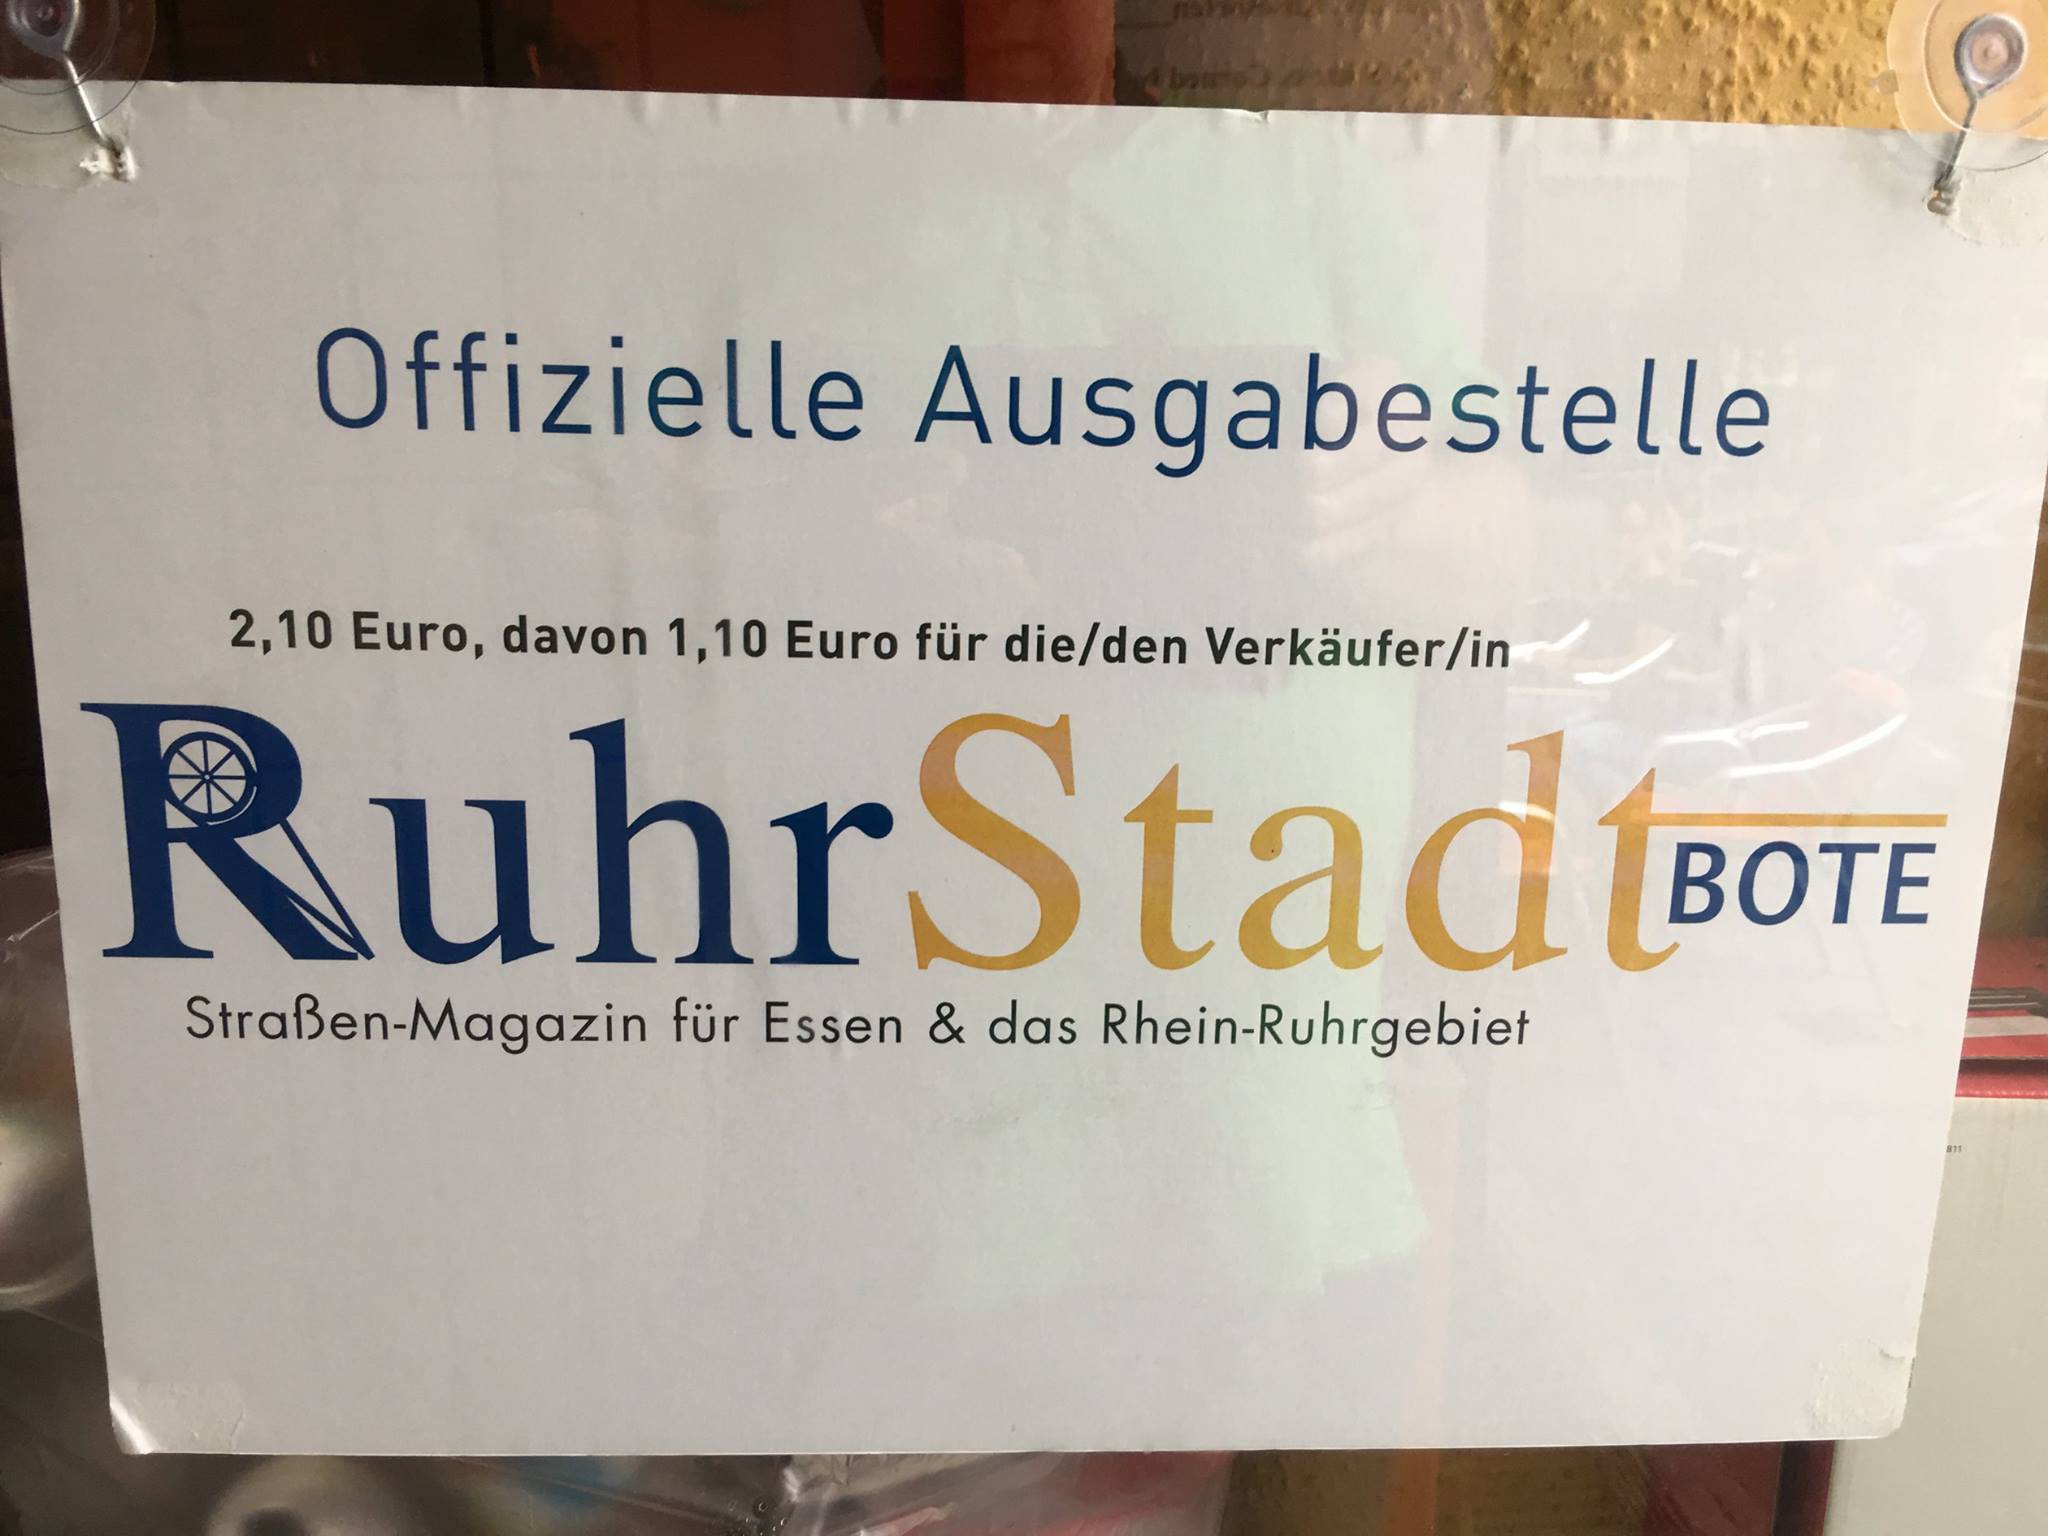 Offizielle Ausgabestelle
2,10 Euro, davon 1,10 Euro für die/den Verkäufer/in
RuhrStadt BOTE
Straßen-Magazin für Essen & das Rhein-Ruhrgebiet
811